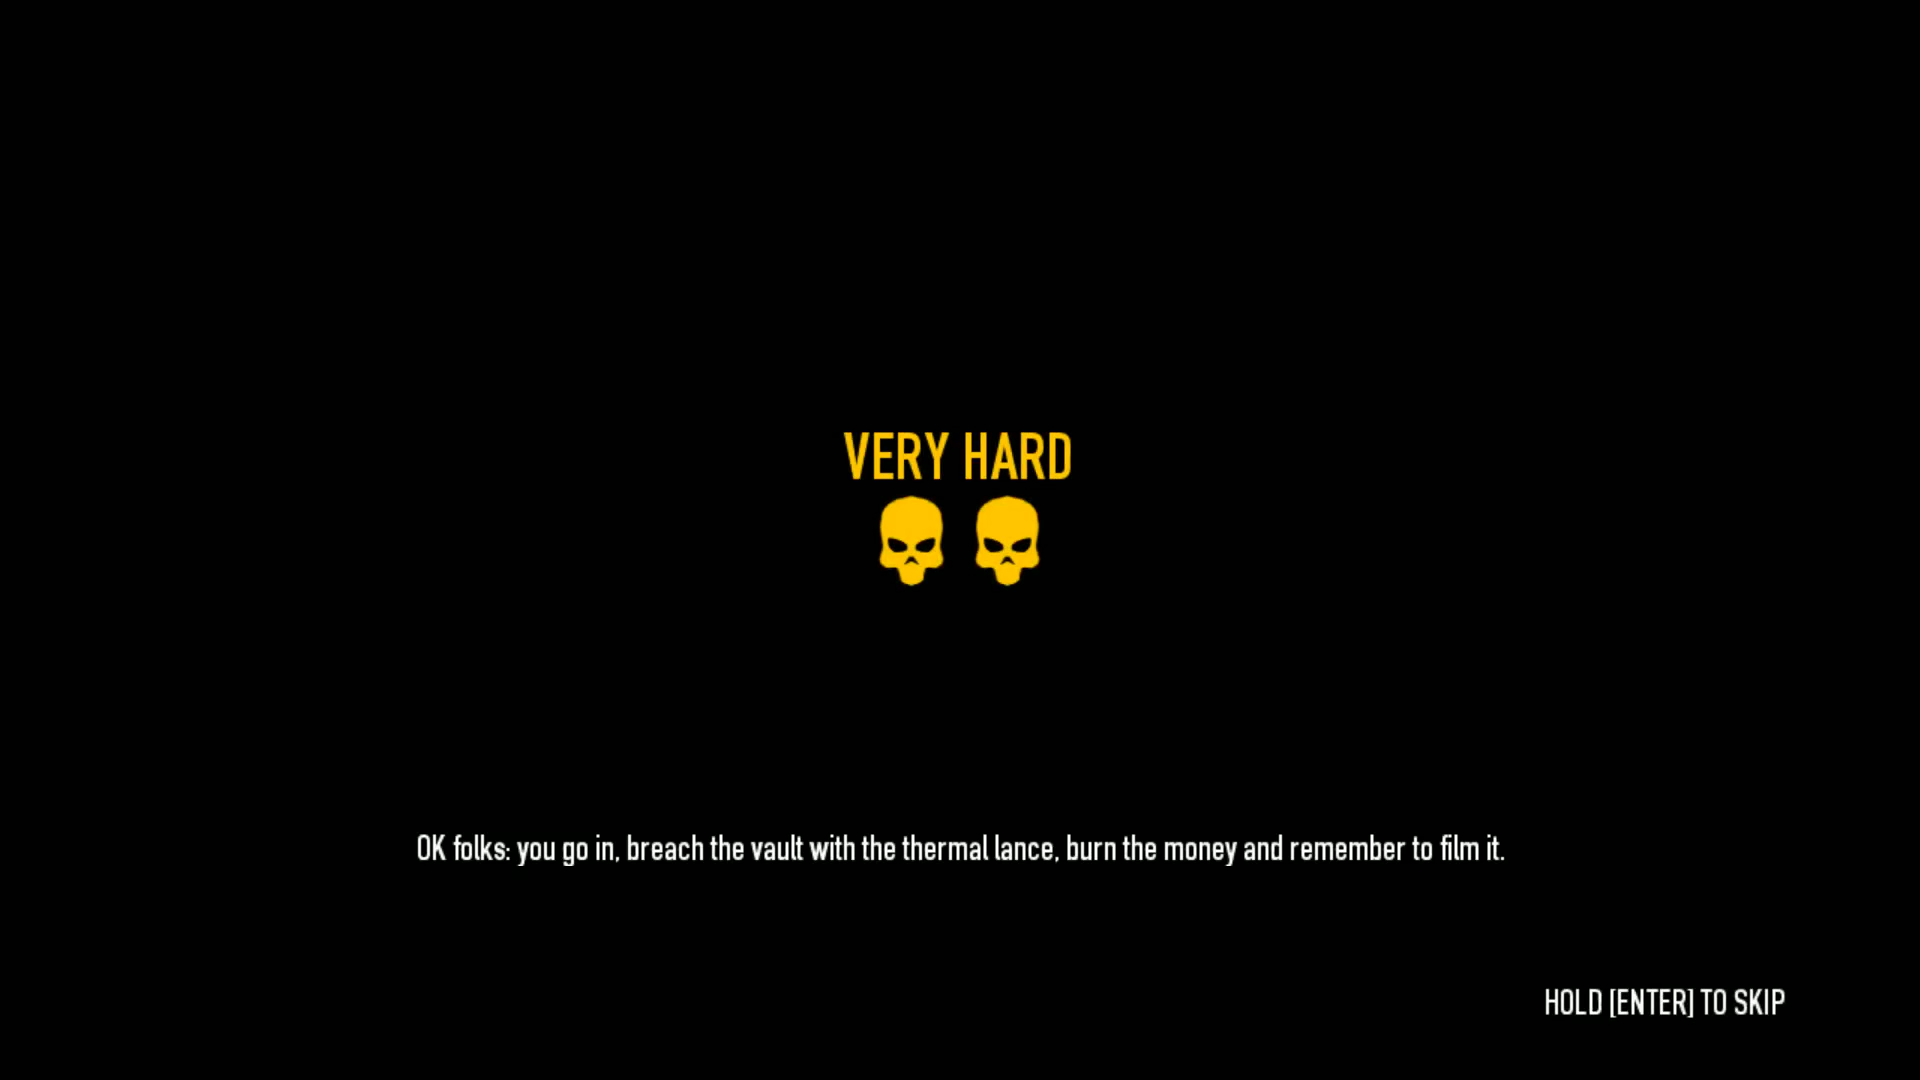 VERY HARD
OK folks: you go in, breach the vault with the thermal lance, burn the money and remember to film it.
HOLD [ENTER] TO SKIP